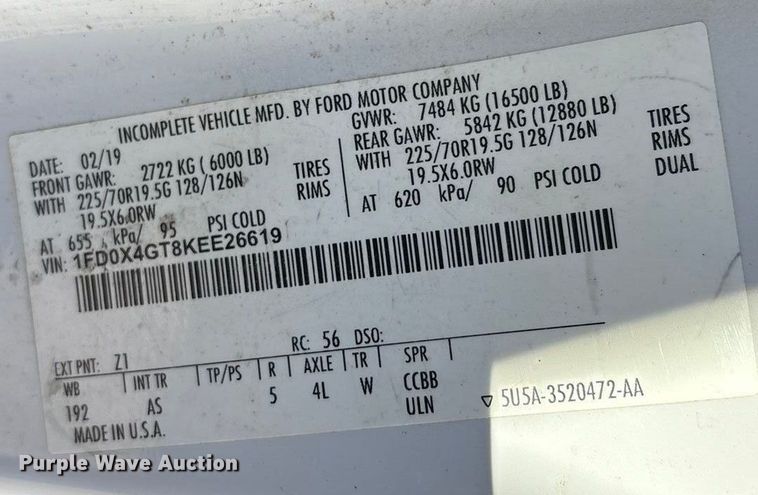 INCOMPLETE VEHICLE MFD. BY FORD MOTOR COMPANY
DATE: 02/19
FRONT GAWR: 2722 KG (6000 LB)
WITH 225/70R19.5G 128/126N TIRES
19.5X6.0RW RIMS
AT 655 kPa/ 95 PSI COLD
GVWR: 7484 KG (16500 LB)
REAR GAWR: 5842 KG (12880 LB)
WITH 225/70R19.5G 128/126N TIRES
19.5X6.0RW RIMS
AT 620 kPa/ 90 PSI COLD DUAL
VIN: 1FD0X4GT8KEE26619
EXT PNT: Z1 RC: 56 DSO:
WB INT TR TP/PS R AXLE TR SPR
192 AS 5 4L W CCBB
ULN
MADE IN U.S.A.
5U5A-3520472-AA
Purple Wave Auction